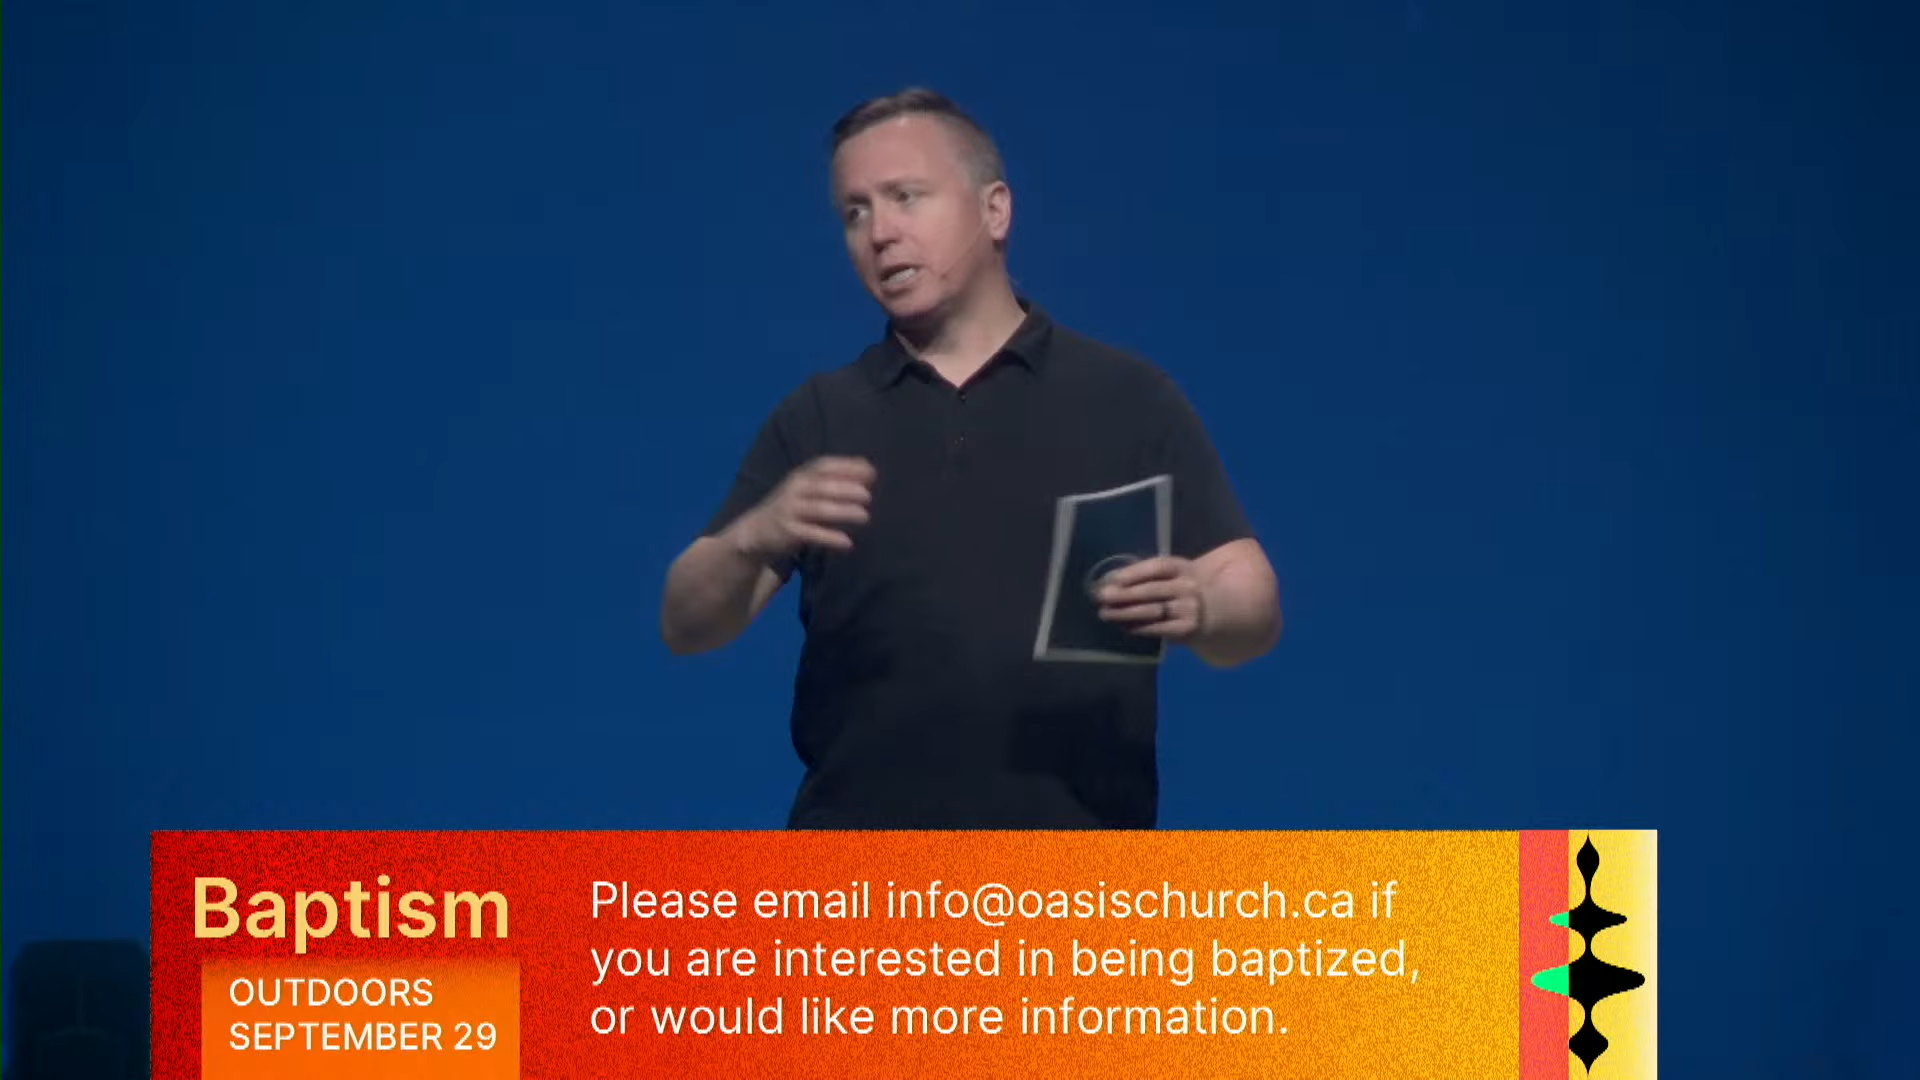 Baptism
OUTDOORS
SEPTEMBER 29
Please email info@oasischurch.ca if
you are interested in being baptized,
or would like more information.